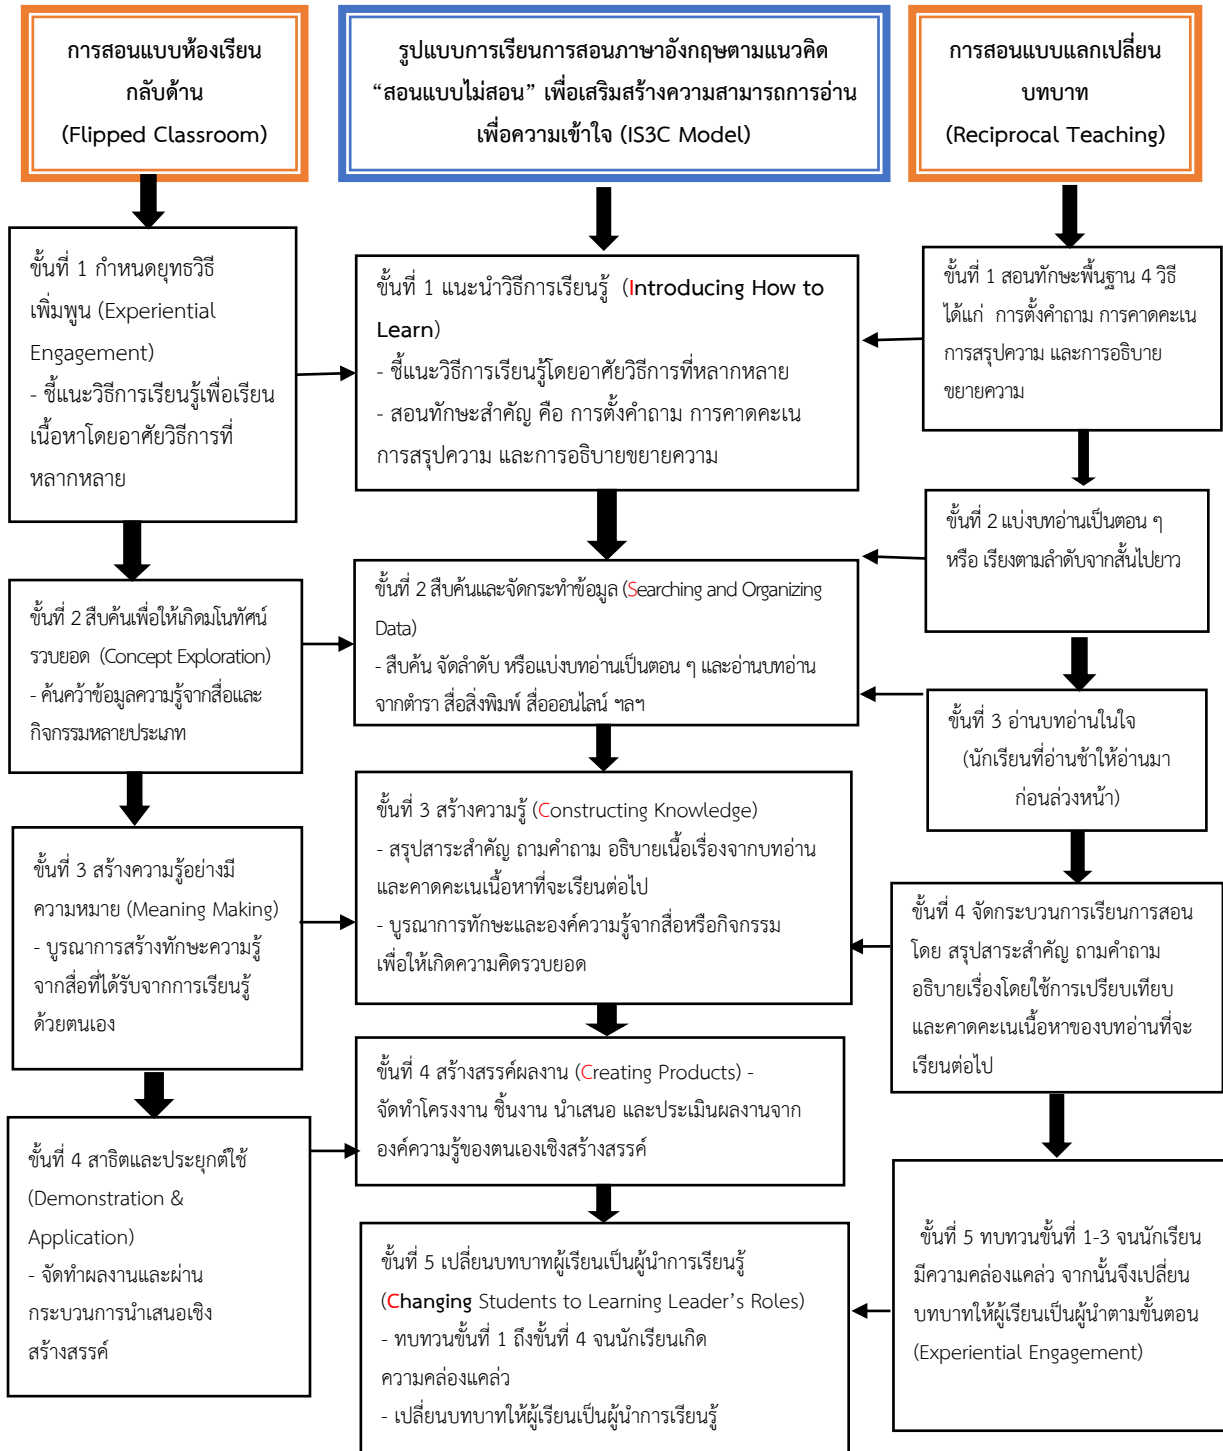 การสอนแบบห้องเรียน
กลับด้าน
(Flipped Classroom)
รูปแบบการเรียนการสอนภาษาอังกฤษตามแนวคิด
“สอนแบบไม่สอน” เพื่อเสริมสร้างความสามารถการอ่าน
เพื่อความเข้าใจ (IS3C Model)
การสอนแบบแลกเปลี่ยน
บทบาท
(Reciprocal Teaching)
ขั้นที่ 1 กำหนดยุทธวิธี
เพิ่มพูน (Experiential
Engagement)
- ชี้แนะวิธีการเรียนรู้เพื่อเรียน
เนื้อหาโดยอาศัยวิธีการที่
หลากหลาย
ขั้นที่ 1 แนะนำวิธีการเรียนรู้ (Introducing How to
Learn)
- ชี้แนะวิธีการเรียนรู้โดยอาศัยวิธีการที่หลากหลาย
- สอนทักษะสำคัญ คือ การตั้งคำถาม การคาดคะเน
การสรุปความ และการอธิบายขยายความ
ขั้นที่ 1 สอนทักษะพื้นฐาน 4 วิธี
ได้แก่ การตั้งคำถาม การคาดคะเน
การสรุปความ และการอธิบาย
ขยายความ
ขั้นที่ 2 สืบค้นเพื่อให้เกิดมโนทัศน์
รวบยอด (Concept Exploration)
- ค้นคว้าข้อมูลความรู้จากสื่อและ
กิจกรรมหลายประเภท
ขั้นที่ 2 สืบค้นและจัดกระทำข้อมูล (Searching and Organizing
Data)
- สืบค้น จัดลำดับ หรือแบ่งบทอ่านเป็นตอน ๆ และอ่านบทอ่าน
จากตำรา สื่อสิ่งพิมพ์ สื่อออนไลน์ ฯลฯ
ขั้นที่ 2 แบ่งบทอ่านเป็นตอน ๆ
หรือ เรียงตามลำดับจากสั้นไปยาว
ขั้นที่ 3 อ่านบทอ่านในใจ
(นักเรียนที่อ่านช้าให้อ่านมา
ก่อนล่วงหน้า)
ขั้นที่ 3 สร้างความรู้อย่างมี
ความหมาย (Meaning Making)
- บูรณาการสร้างทักษะความรู้
จากสื่อที่ได้รับจากการเรียนรู้
ด้วยตนเอง
ขั้นที่ 3 สร้างความรู้ (Constructing Knowledge)
- สรุปสาระสำคัญ ถามคำถาม อธิบายเนื้อเรื่องจากบทอ่าน
และคาดคะเนเนื้อหาที่จะเรียนต่อไป
- บูรณาการทักษะและองค์ความรู้จากสื่อหรือกิจกรรม
เพื่อให้เกิดความคิดรวบยอด
ขั้นที่ 4 จัดกระบวนการเรียนการสอน
โดย สรุปสาระสำคัญ ถามคำถาม
อธิบายเรื่องโดยใช้การเปรียบเทียบ
และคาดคะเนเนื้อหาของบทอ่านที่จะ
เรียนต่อไป
ขั้นที่ 4 สาธิตและประยุกต์ใช้
(Demonstration &
Application)
- จัดทำผลงานและผ่าน
กระบวนการนำเสนอเชิง
สร้างสรรค์
ขั้นที่ 4 สร้างสรรค์ผลงาน (Creating Products) -
จัดทำโครงงาน ชิ้นงาน นำเสนอ และประเมินผลงานจาก
องค์ความรู้ของตนเองเชิงสร้างสรรค์
ขั้นที่ 5 เปลี่ยนบทบาทผู้เรียนเป็นผู้นำการเรียนรู้
(Changing Students to Learning Leader’s Roles)
- ทบทวนขั้นที่ 1 ถึงขั้นที่ 4 จนนักเรียนเกิด
ความคล่องแคล่ว
- เปลี่ยนบทบาทให้ผู้เรียนเป็นผู้นำการเรียนรู้
ขั้นที่ 5 ทบทวนขั้นที่ 1-3 จนนักเรียน
มีความคล่องแคล่ว จากนั้นจึงเปลี่ยน
บทบาทให้ผู้เรียนเป็นผู้นำตามขั้นตอน
(Experiential Engagement)